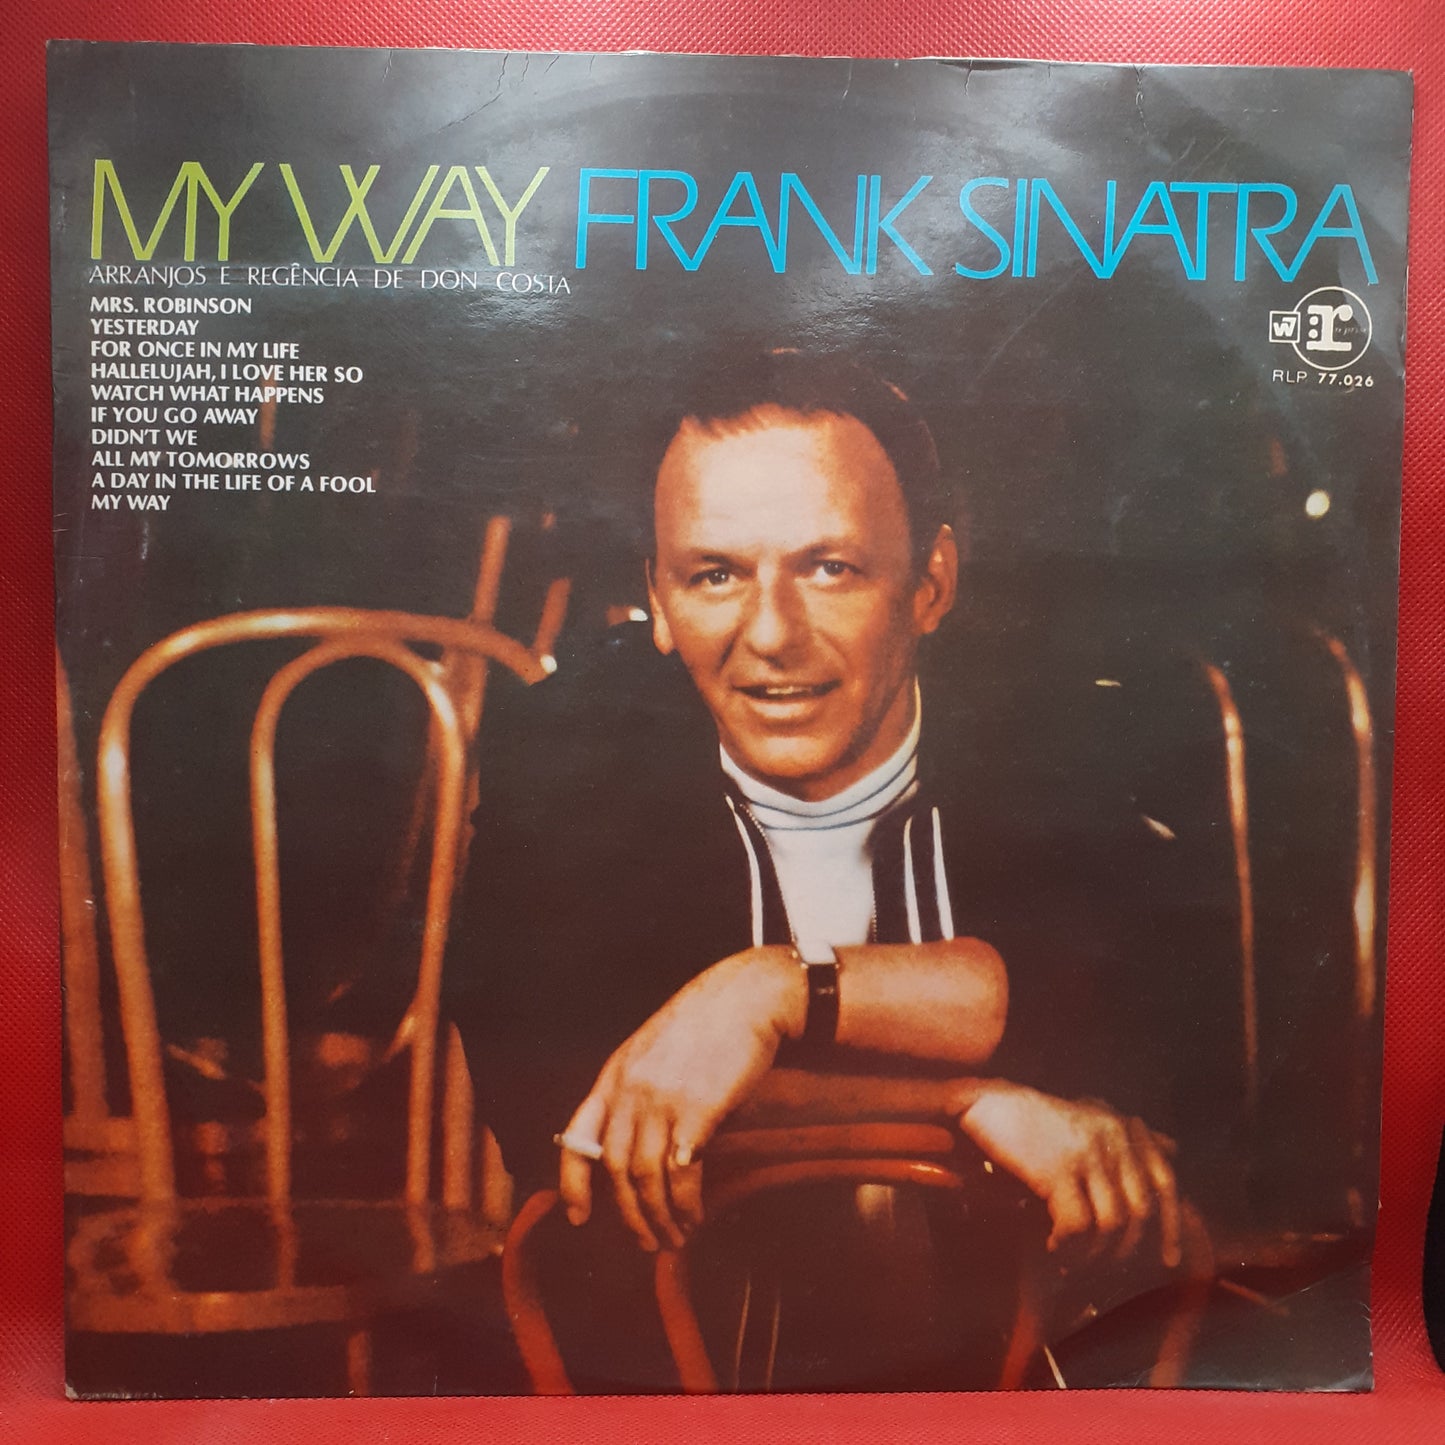 MY WAY FRANK SINATRA
ARRANJOS E REGÊNCIA DE DON COSTA
MRS. ROBINSON
YESTERDAY
FOR ONCE IN MY LIFE
HALLELUJAH, I LOVE HER SO
WATCH WHAT HAPPENS
IF YOU GO AWAY
DIDN'T WE
ALL MY TOMORROWS
A DAY IN THE LIFE OF A FOOL
MY WAY
W7 r
RLP 77.026